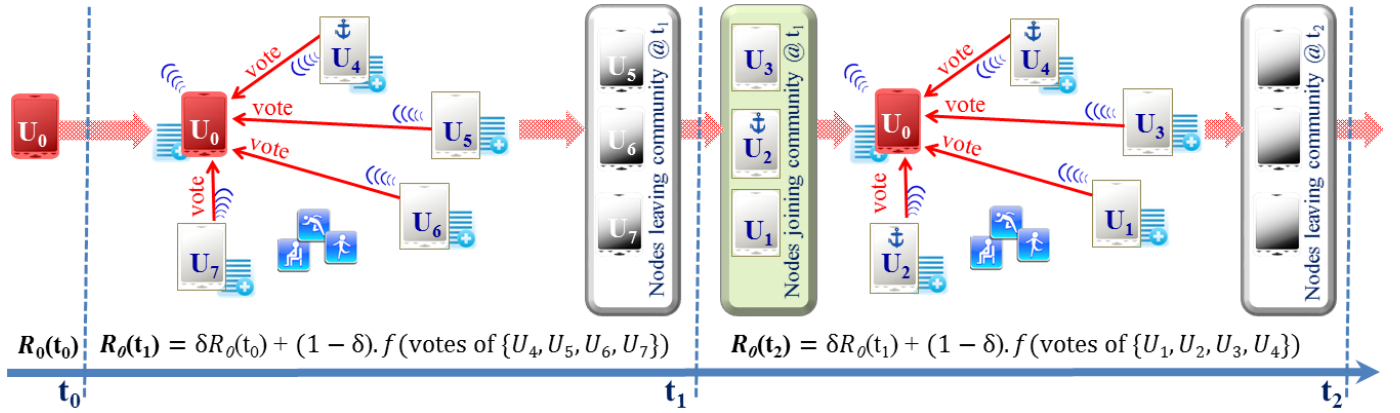 U₀
vote
U₄
U₀
vote
U₅
vote
U₆
vote
U₇
U₅
U₆
U₇
Nodes leaving community @ t₁
U₃
U₂
U₁
Nodes joining community @ t₁
vote
U₄
U₀
vote
U₃
vote
U₁
vote
U₂
Nodes leaving community @ t₂
R₀(t₀)
R₀(t₁) = δR₀(t₀) + (1 − δ). f(votes of {U₄, U₅, U₆, U₇})
R₀(t₂) = δR₀(t₁) + (1 − δ). f(votes of {U₁, U₂, U₃, U₄})
t₀
t₁
t₂